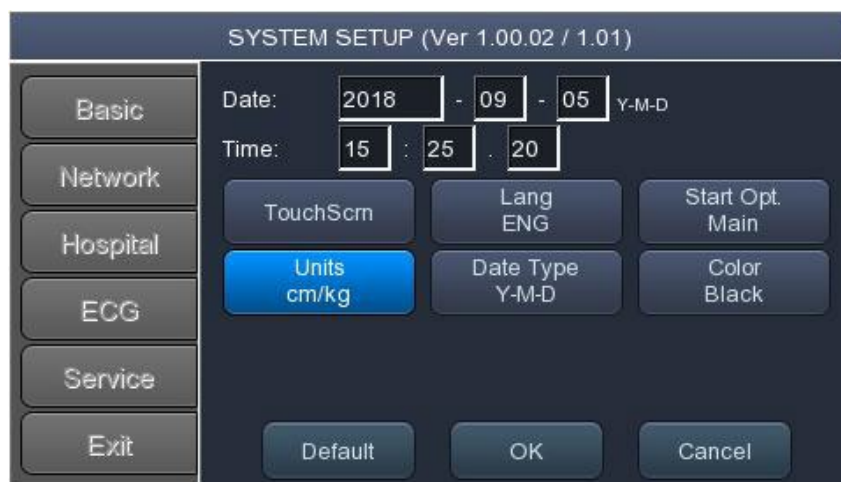 SYSTEM SETUP (Ver 1.00.02 / 1.01)
Basic
Network
Hospital
ECG
Service
Exit
Date: 2018 - 09 - 05 Y-M-D
Time: 15 : 25 . 20
TouchScrn
Lang
ENG
Start Opt.
Main
Units
cm/kg
Date Type
Y-M-D
Color
Black
Default
OK
Cancel